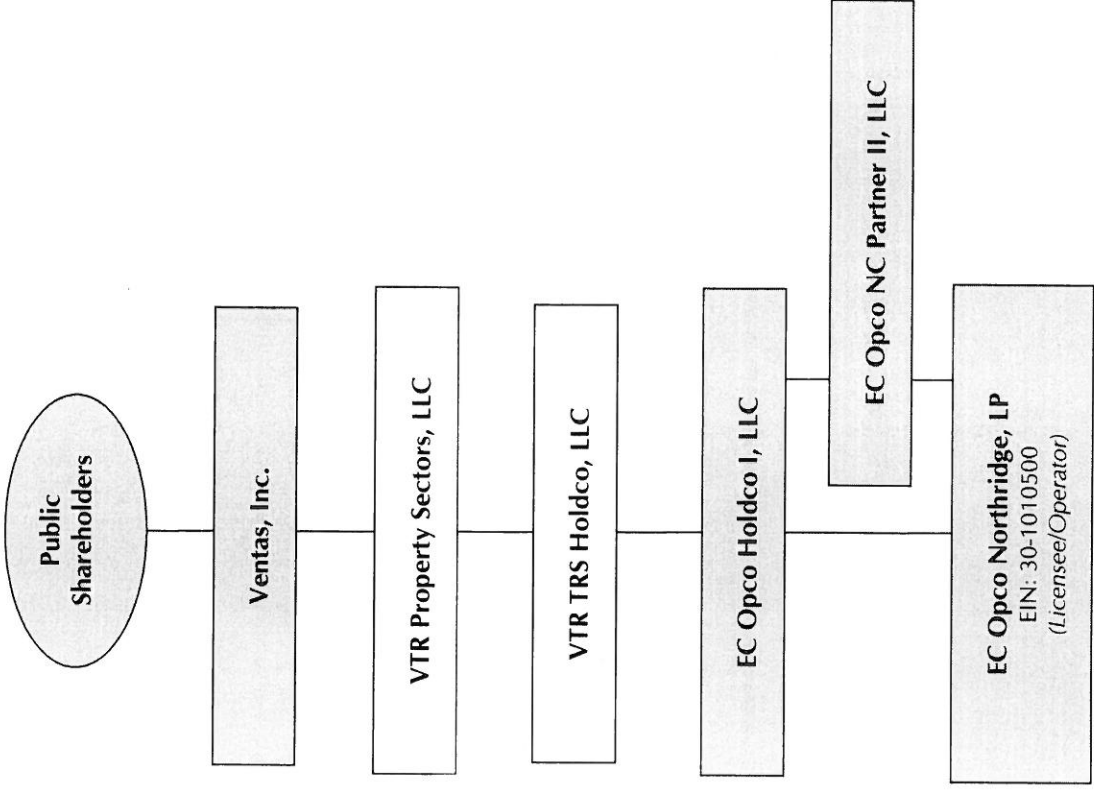 Public
Shareholders
Ventas, Inc.
VTR Property Sectors, LLC
VTR TRS Holdco, LLC
EC Opco Holdco I, LLC
EC Opco NC Partner II, LLC
EC Opco Northridge, LP
EIN: 30-1010500
(Licensee/Operator)